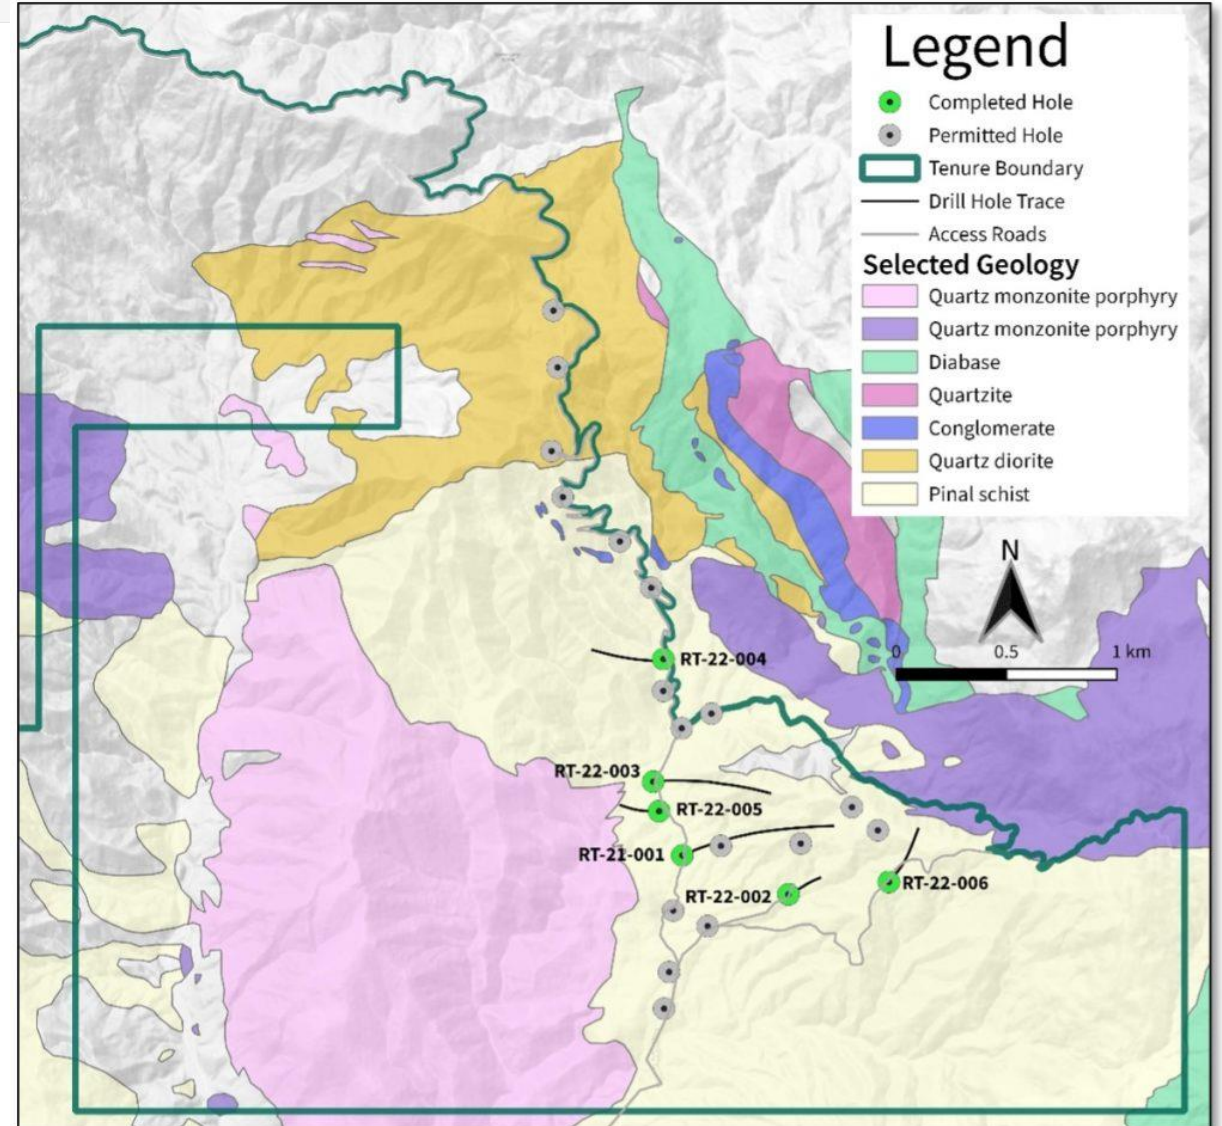 Legend
Completed Hole
Permitted Hole
Tenure Boundary
Drill Hole Trace
Access Roads
Selected Geology
Quartz monzonite porphyry
Quartz monzonite porphyry
Diabase
Quartzite
Conglomerate
Quartz diorite
Pinal schist
N
0 0.5 1 km
RT-22-004
RT-22-003
RT-22-005
RT-21-001
RT-22-002
RT-22-006